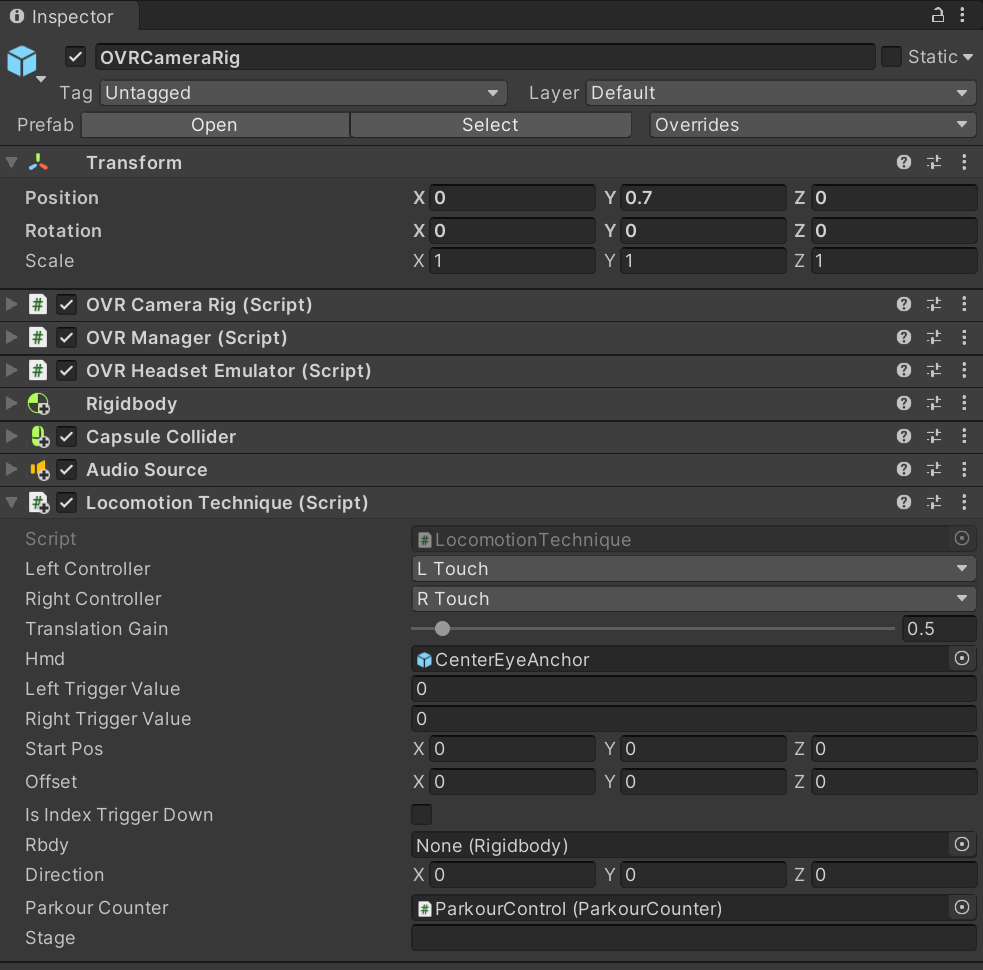 Inspector
OVRCameraRig Static
Tag Untagged Layer Default
Prefab Open Select Overrides
Transform
Position X 0 Y 0.7 Z 0
Rotation X 0 Y 0 Z 0
Scale X 1 Y 1 Z 1
# OVR Camera Rig (Script)
# OVR Manager (Script)
# OVR Headset Emulator (Script)
Rigidbody
Capsule Collider
Audio Source
# Locomotion Technique (Script)
Script # LocomotionTechnique
Left Controller L Touch
Right Controller R Touch
Translation Gain 0.5
Hmd CenterEyeAnchor
Left Trigger Value 0
Right Trigger Value 0
Start Pos X 0 Y 0 Z 0
Offset X 0 Y 0 Z 0
Is Index Trigger Down
Rbdy None (Rigidbody)
Direction X 0 Y 0 Z 0
Parkour Counter # ParkourControl (ParkourCounter)
Stage